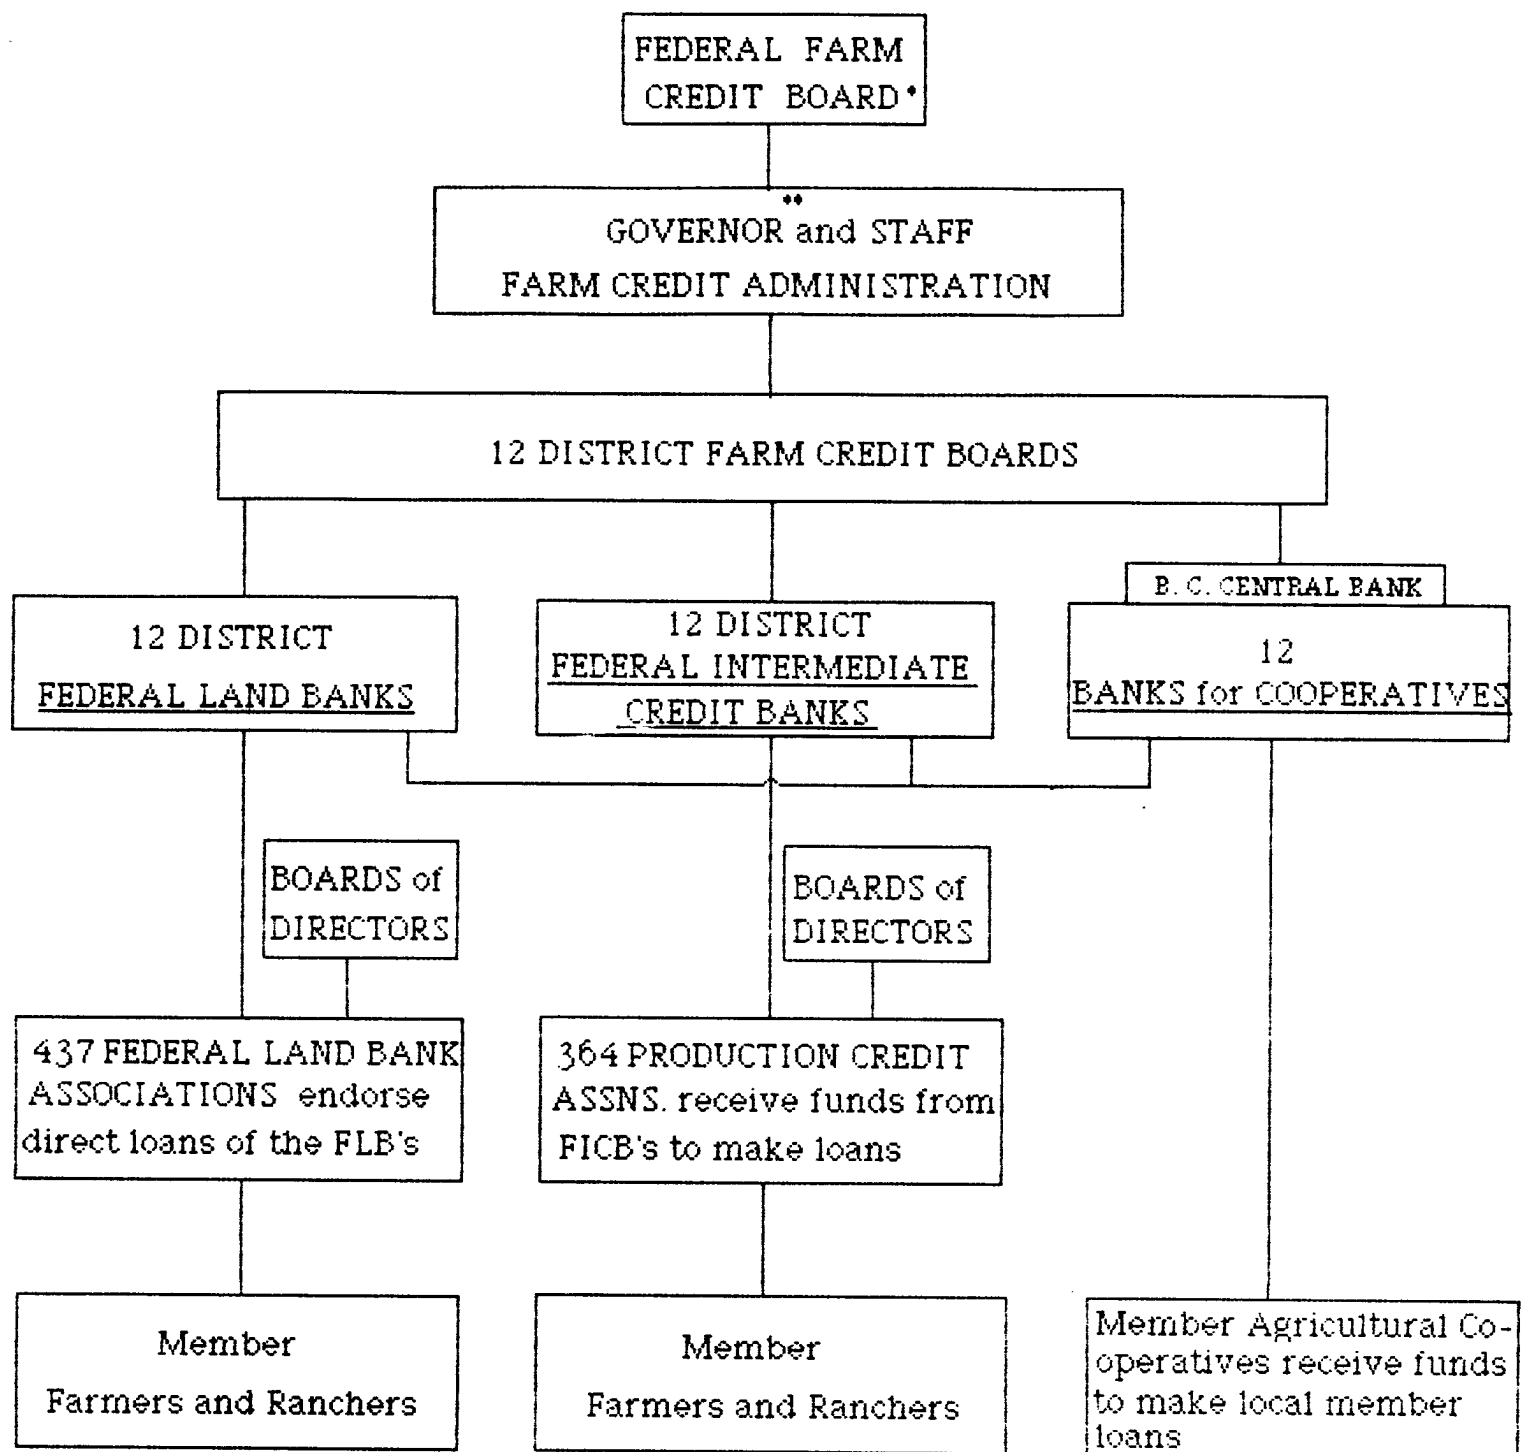 FEDERAL FARM
CREDIT BOARD*
**
GOVERNOR and STAFF
FARM CREDIT ADMINISTRATION
12 DISTRICT FARM CREDIT BOARDS
12 DISTRICT
FEDERAL LAND BANKS
12 DISTRICT
FEDERAL INTERMEDIATE
CREDIT BANKS
B. C. CENTRAL BANK
12
BANKS for COOPERATIVES
BOARDS of
DIRECTORS
BOARDS of
DIRECTORS
437 FEDERAL LAND BANK
ASSOCIATIONS endorse
direct loans of the FLB's
364 PRODUCTION CREDIT
ASSNS. receive funds from
FICB's to make loans
Member
Farmers and Ranchers
Member
Farmers and Ranchers
Member Agricultural Co-
operatives receive funds
to make local member
loans